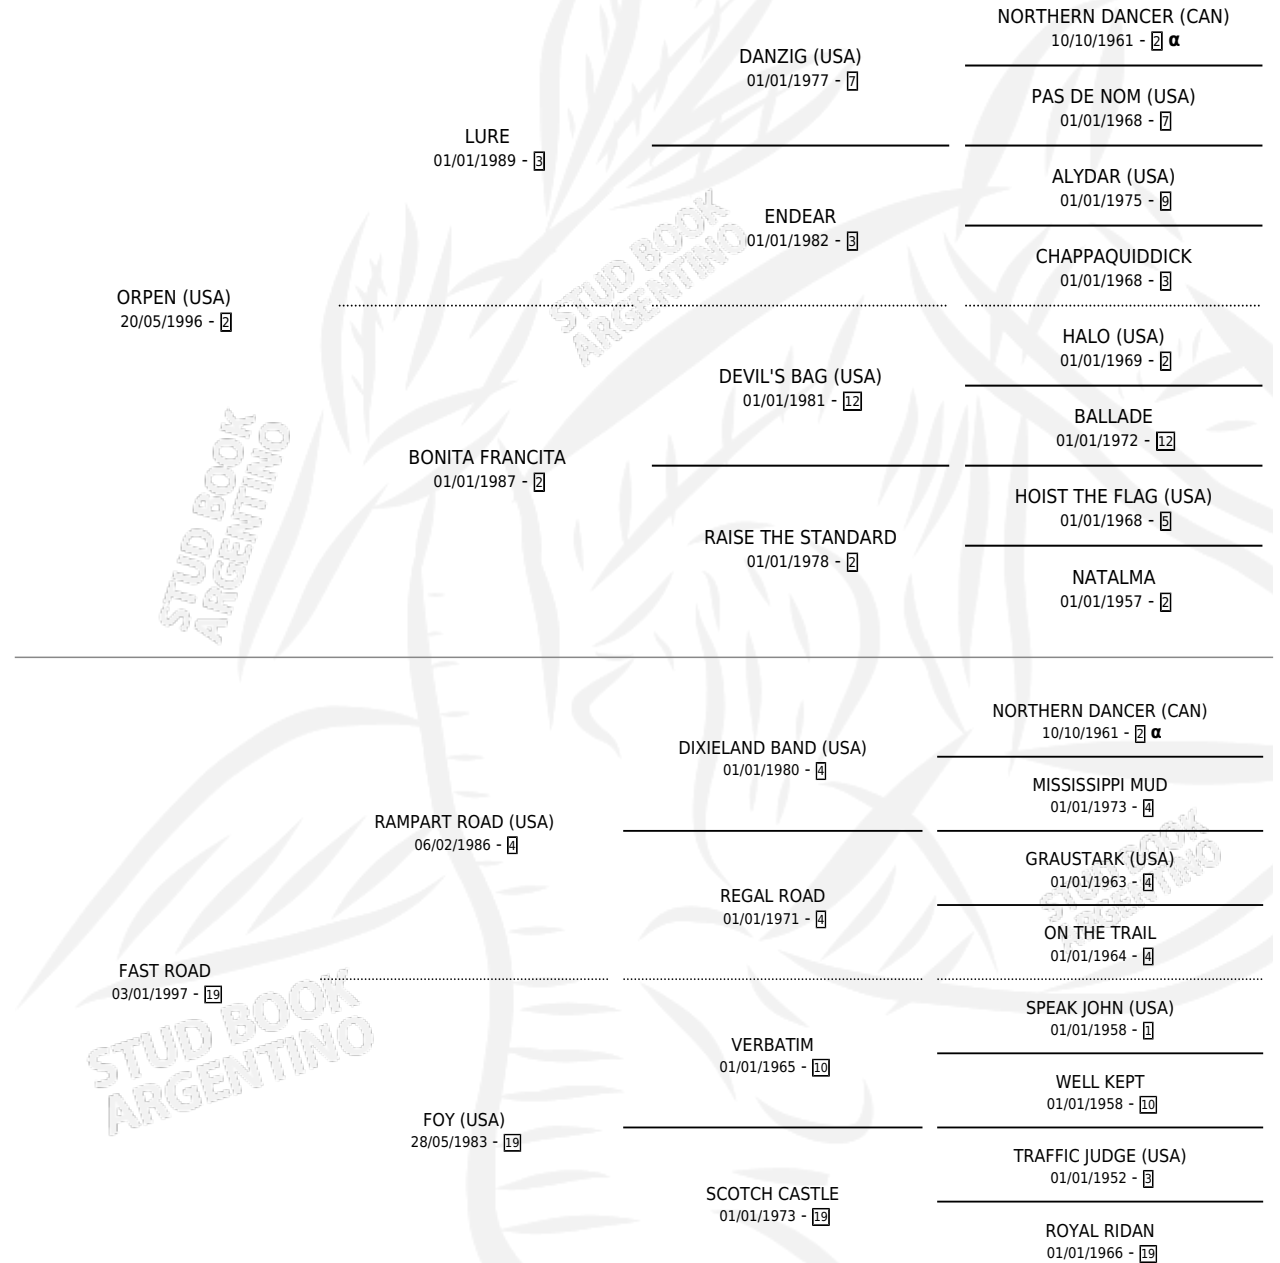 NORTHERN DANCER (CAN)
10/10/1961 - 2 α
DANZIG (USA)
01/01/1977 - 7
PAS DE NOM (USA)
01/01/1968 - 7
LURE
01/01/1989 - 3
ALYDAR (USA)
01/01/1975 - 9
ENDEAR
01/01/1982 - 3
CHAPPAQUIDDICK
01/01/1968 - 3
STUD BOOK
ARGENTINO
ORPEN (USA)
20/05/1996 - 2
HALO (USA)
01/01/1969 - 2
DEVIL'S BAG (USA)
01/01/1981 - 12
BALLADE
01/01/1972 - 12
BONITA FRANCITA
01/01/1987 - 2
HOIST THE FLAG (USA)
01/01/1968 - 5
RAISE THE STANDARD
01/01/1978 - 2
NATALMA
01/01/1957 - 2
STUD BOOK
ARGENTINO
NORTHERN DANCER (CAN)
10/10/1961 - 2 α
DIXIELAND BAND (USA)
01/01/1980 - 4
MISSISSIPPI MUD
01/01/1973 - 4
RAMPART ROAD (USA)
06/02/1986 - 4
GRAUSTARK (USA)
01/01/1963 - 4
REGAL ROAD
01/01/1971 - 4
ON THE TRAIL
01/01/1964 - 4
STUD BOOK
ARGENTINO
FAST ROAD
03/01/1997 - 19
SPEAK JOHN (USA)
01/01/1958 - 1
VERBATIM
01/01/1965 - 10
WELL KEPT
01/01/1958 - 10
STUD BOOK
ARGENTINO
FOY (USA)
28/05/1983 - 19
TRAFFIC JUDGE (USA)
01/01/1952 - 3
SCOTCH CASTLE
01/01/1973 - 19
ROYAL RIDAN
01/01/1966 - 19